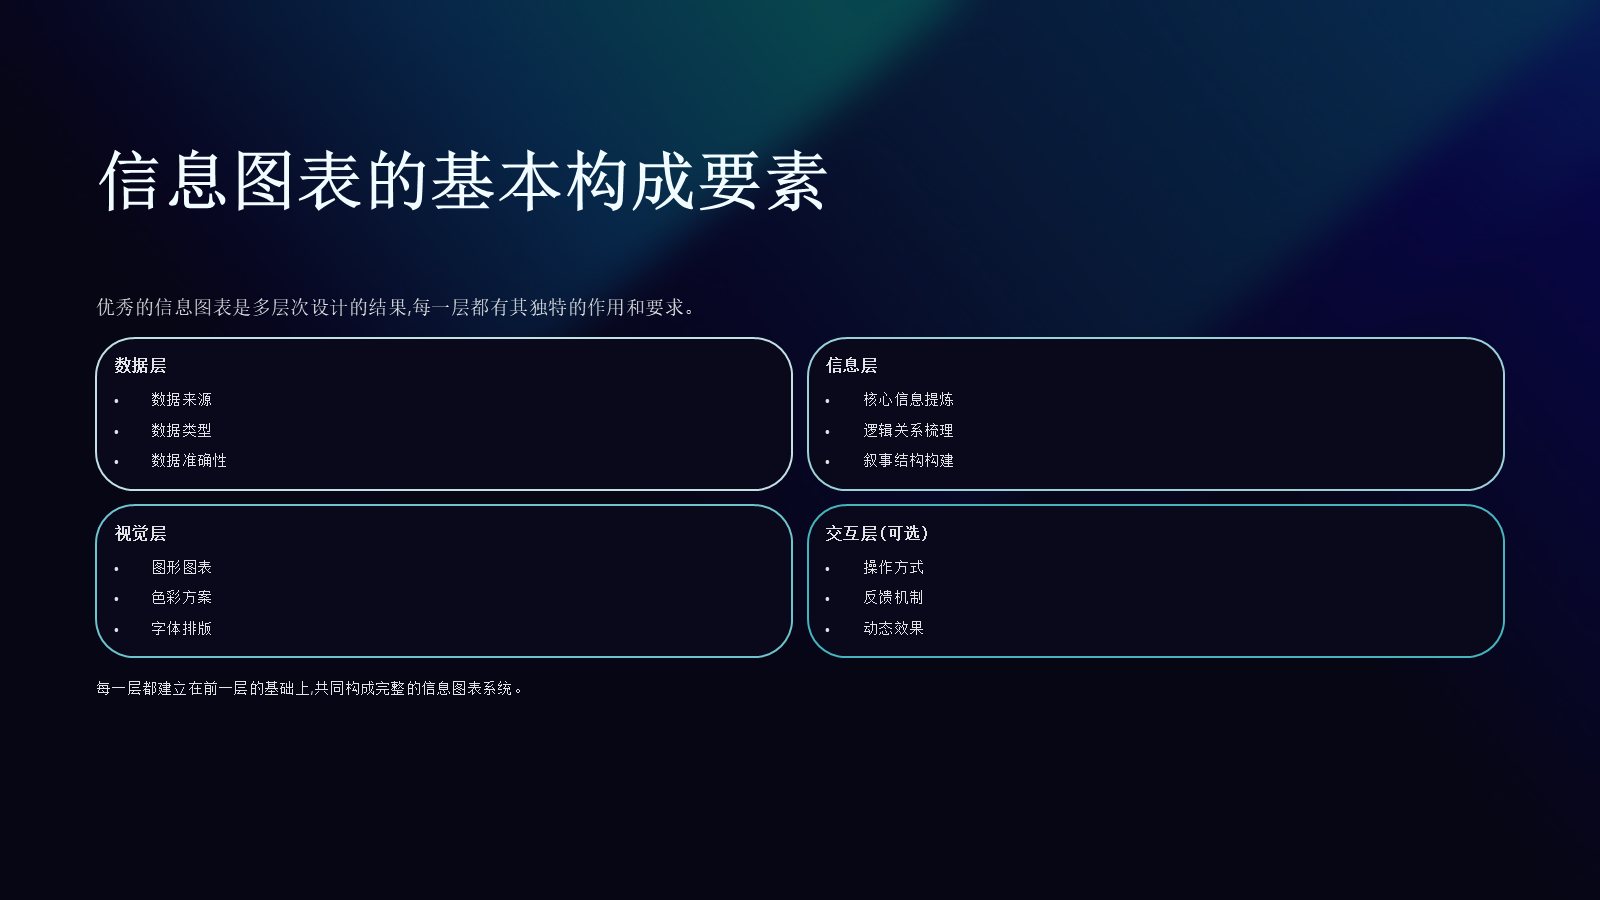 信息图表的基本构成要素
优秀的信息图表是多层次设计的结果,每一层都有其独特的作用和要求。
数据层
• 数据来源
• 数据类型
• 数据准确性
信息层
• 核心信息提炼
• 逻辑关系梳理
• 叙事结构构建
视觉层
• 图形图表
• 色彩方案
• 字体排版
交互层(可选)
• 操作方式
• 反馈机制
• 动态效果
每一层都建立在前一层的基础上,共同构成完整的信息图表系统。